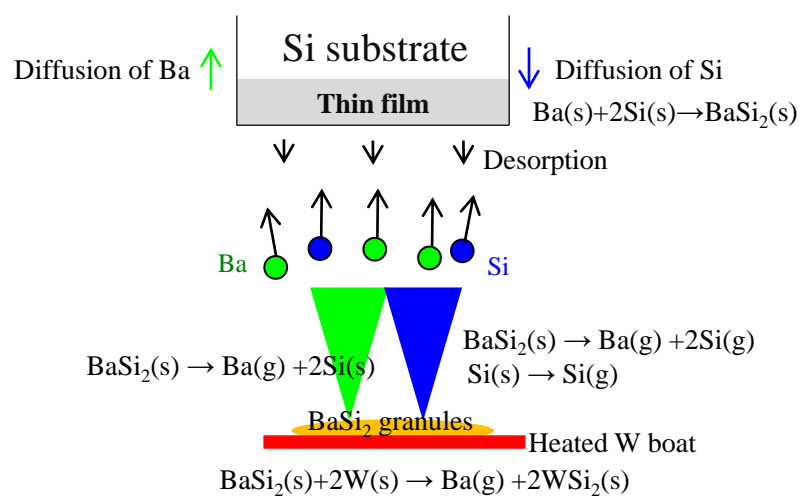 Si substrate
Diffusion of Ba
Diffusion of Si
Thin film
Ba(s)+2Si(s)→BaSi₂(s)
Desorption
Ba
Si
BaSi₂(s) → Ba(g) +2Si(g)
BaSi₂(s) → Ba(g) +2Si(s)
Si(s) → Si(g)
BaSi₂ granules
Heated W boat
BaSi₂(s)+2W(s) → Ba(g) +2WSi₂(s)